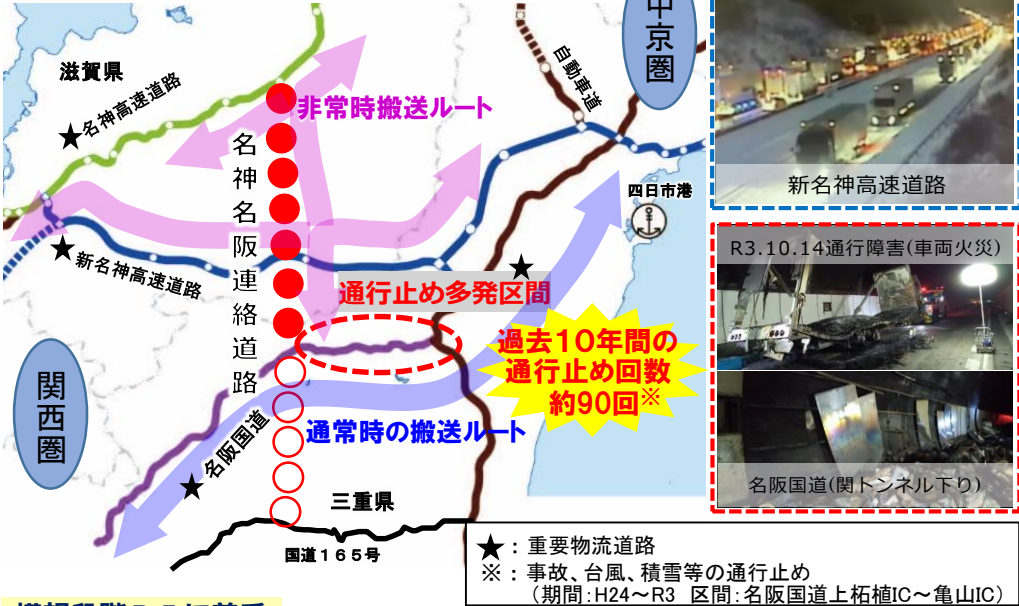 中京圏
滋賀県
名神高速道路
自動車道
非常時搬送ルート
名神名阪連絡道路
四日市港
新名神高速道路
通行止め多発区間
過去10年間の
通行止め回数
約90回※
関西圏
通常時の搬送ルート
名阪国道
三重県
国道165号
新名神高速道路
R3.10.14通行障害(車両火災)
名阪国道(関トンネル下り)
★：重要物流道路
※：事故、台風、積雪等の通行止め
（期間：H24～R3 区間：名阪国道上柘植IC～亀山IC）